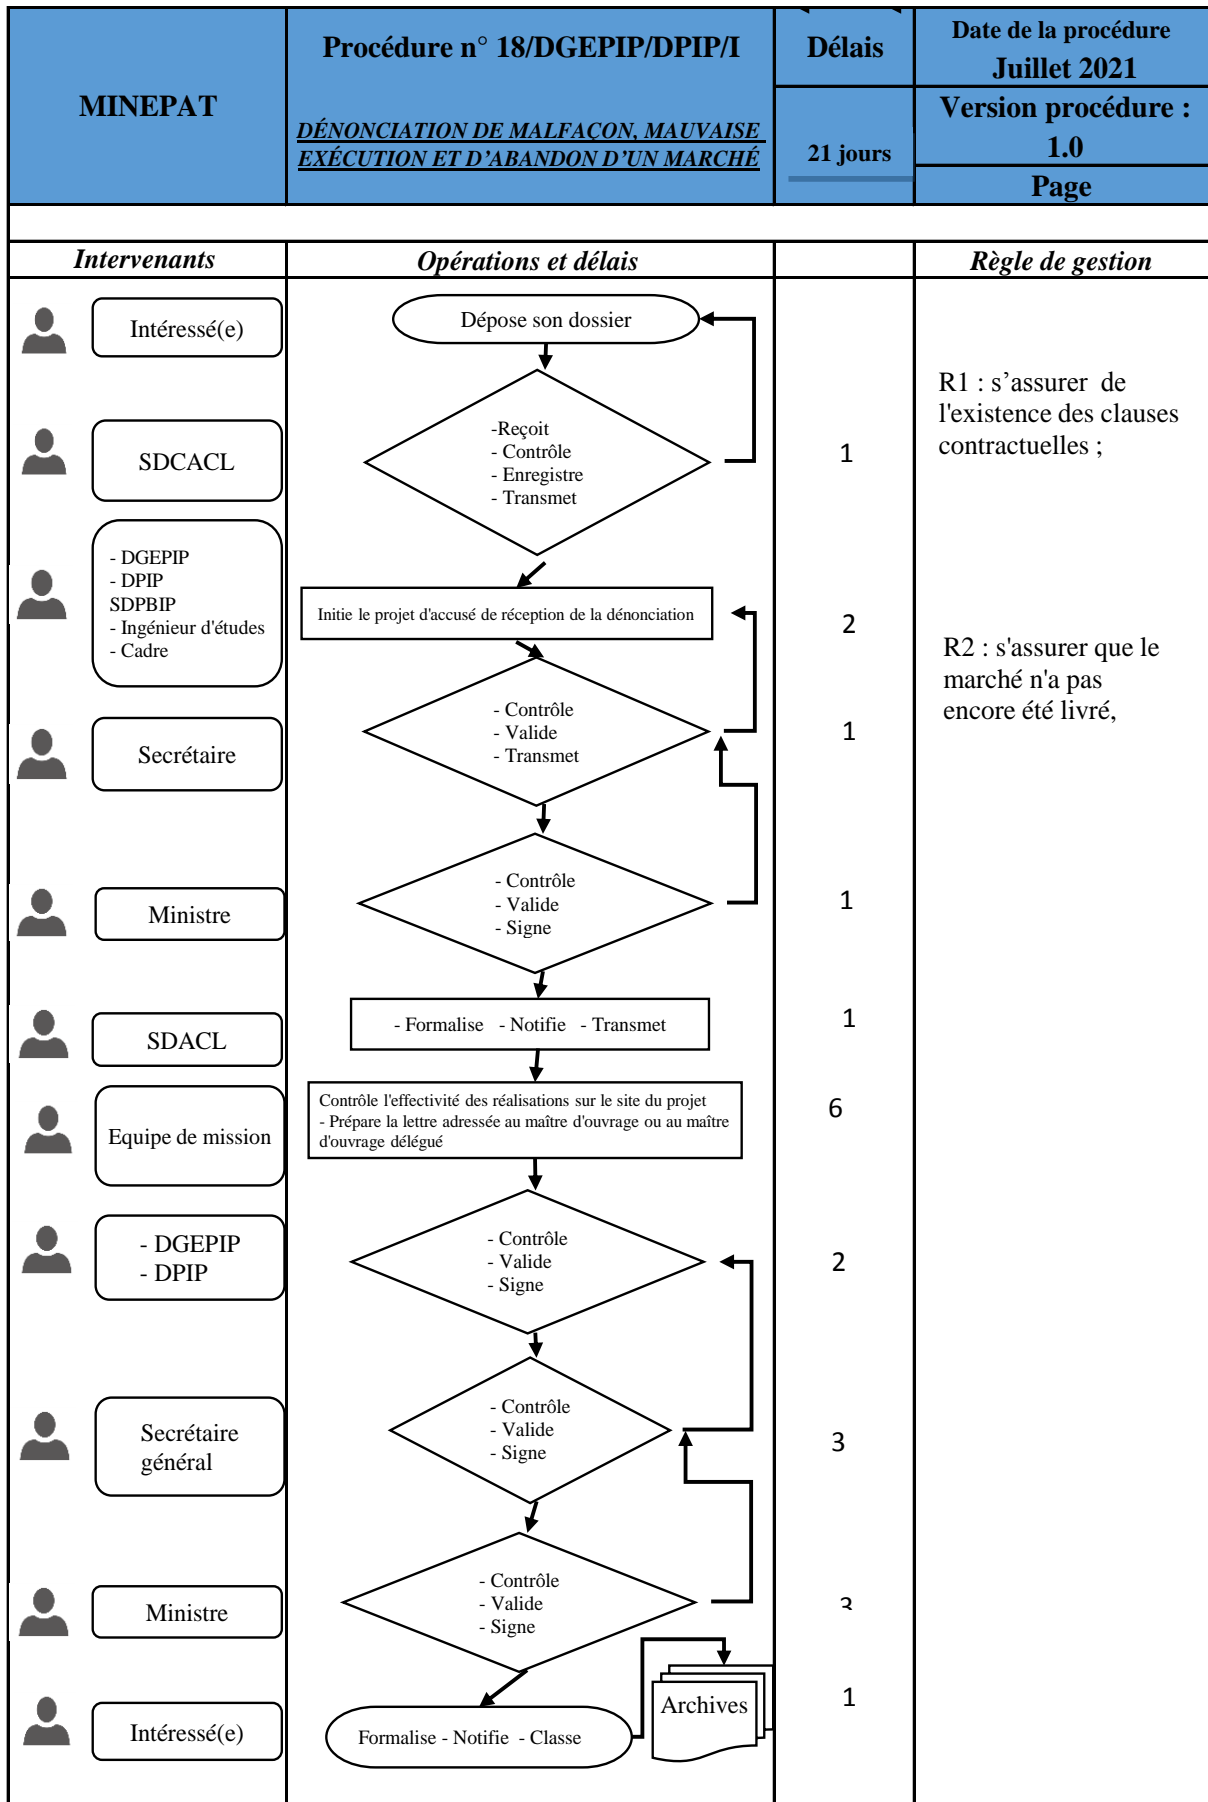 MINEPAT
Procédure n° 18/DGEPIP/DPIP/I
DÉNONCIATION DE MALFAÇON, MAUVAISE
EXÉCUTION ET D’ABANDON D’UN MARCHÉ
Délais
21 jours
Date de la procédure
Juillet 2021
Version procédure :
1.0
Page
Intervenants
Opérations et délais
Règle de gestion
Intéressé(e)
Dépose son dossier
R1 : s’assurer de
l'existence des clauses
contractuelles ;
SDCACL
-Reçoit
- Contrôle
- Enregistre
- Transmet
1
- DGEPIP
- DPIP
SDPBIP
- Ingénieur d'études
- Cadre
Initie le projet d'accusé de réception de la dénonciation
2
R2 : s'assurer que le
marché n'a pas
encore été livré,
Secrétaire
- Contrôle
- Valide
- Transmet
1
Ministre
- Contrôle
- Valide
- Signe
1
SDACL
- Formalise - Notifie - Transmet
1
Equipe de mission
Contrôle l'effectivité des réalisations sur le site du projet
- Prépare la lettre adressée au maître d'ouvrage ou au maître
d'ouvrage délégué
6
- DGEPIP
- DPIP
- Contrôle
- Valide
- Signe
2
Secrétaire
général
- Contrôle
- Valide
- Signe
3
Ministre
- Contrôle
- Valide
- Signe
3
Intéressé(e)
Formalise - Notifie - Classe
Archives
1